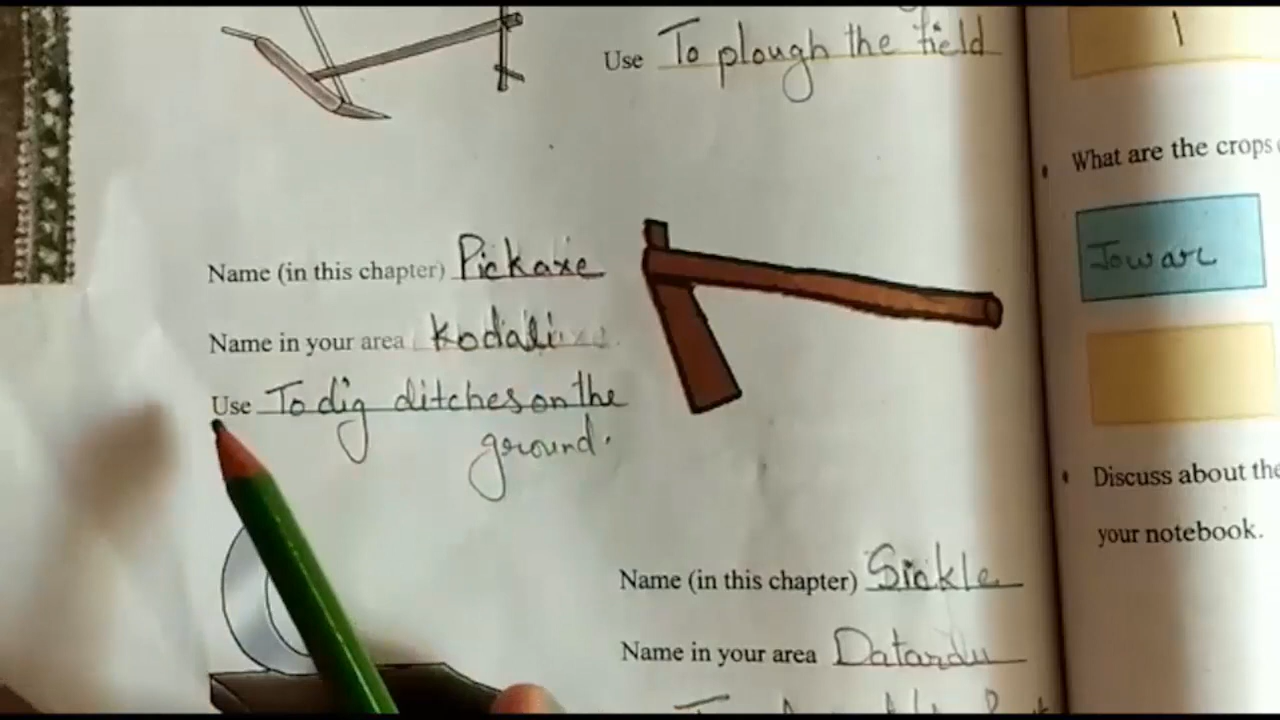 Use To plough the field
Name (in this chapter) Pickaxe
Name in your area Kodali
Use To dig ditches on the
ground.
Name (in this chapter) Sickle
Name in your area Datardu
1
What are the crops
Jowar
Discuss about the
your notebook.